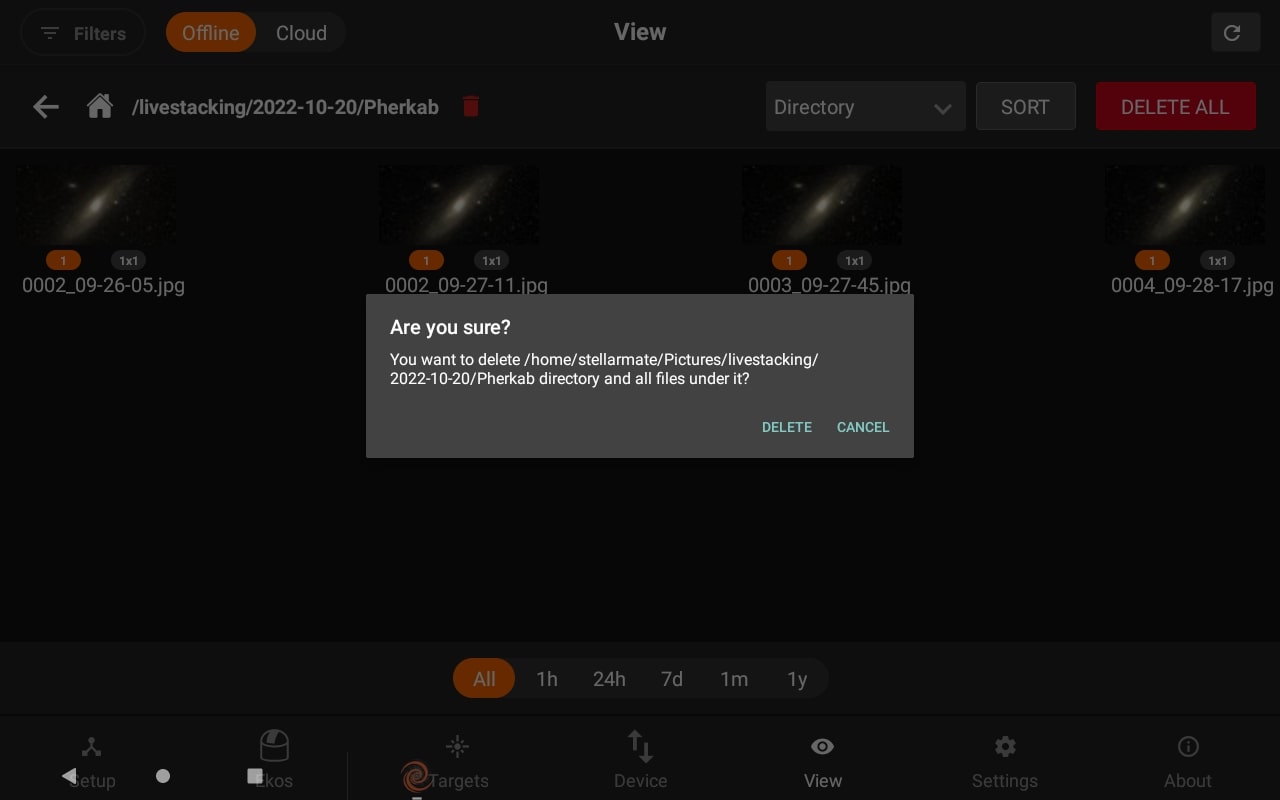 Filters
Offline
Cloud
View
/livestacking/2022-10-20/Pherkab
Directory
SORT
DELETE ALL
1
1x1
0002_09-26-05.jpg
1
1x1
0002_09-27-11.jpg
1
1x1
0003_09-27-45.jpg
1
1x1
0004_09-28-17.jpg
Are you sure?
You want to delete /home/stellarmate/Pictures/livestacking/
2022-10-20/Pherkab directory and all files under it?
DELETE
CANCEL
All
1h
24h
7d
1m
1y
Setup
Ekos
Targets
Device
View
Settings
About